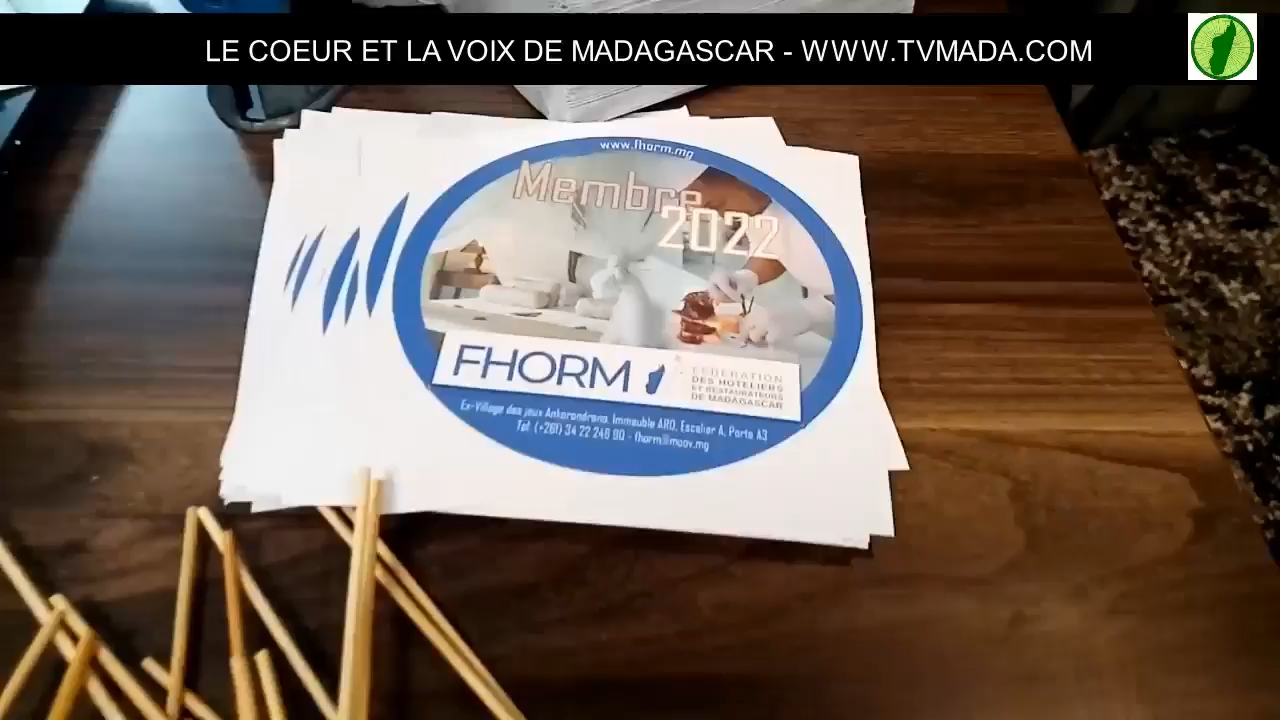 LE COEUR ET LA VOIX DE MADAGASCAR - WWW.TVMADA.COM
www.fhorm.mg
Membre
2022
FHORM
FEDERATION
DES HOTELIERS
ET RESTAURATEURS
DE MADAGASCAR
Ex-Village des jeux Ankorondrano, Immeuble ARO, Escalier A, Porte A3
Tel: (+261) 34 22 246 90 - fhorm@moov.mg